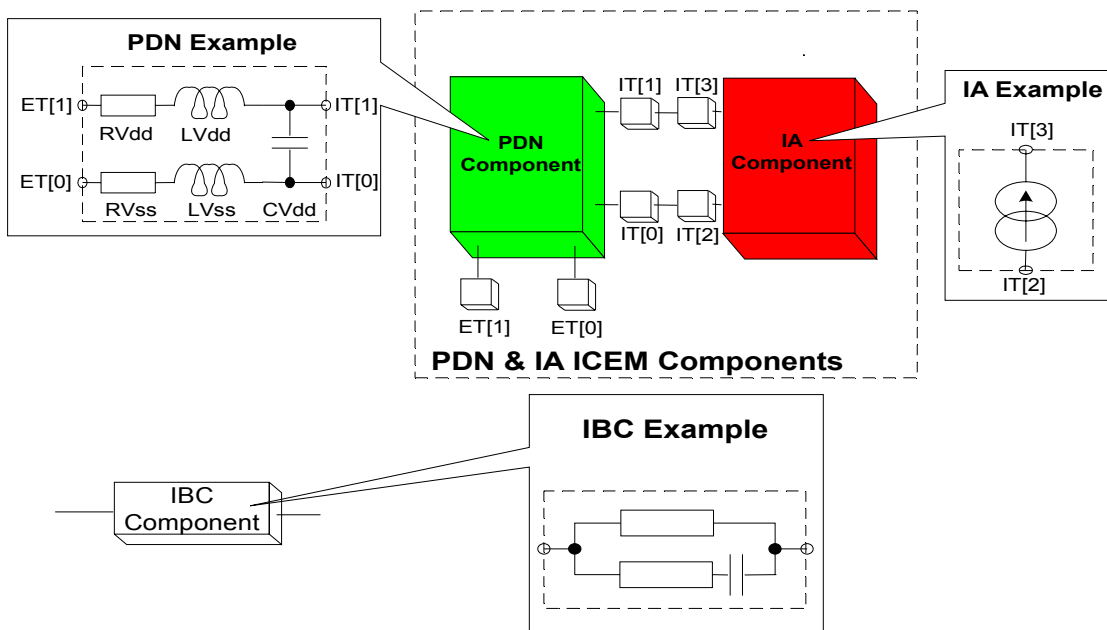 PDN Example
ET[1]
IT[1]
RVdd
LVdd
ET[0]
IT[0]
RVss
LVss
CVdd
PDN
Component
IT[1]
IT[3]
IA
Component
IT[0]
IT[2]
ET[1]
ET[0]
PDN & IA ICEM Components
IA Example
IT[3]
IT[2]
IBC
Component
IBC Example